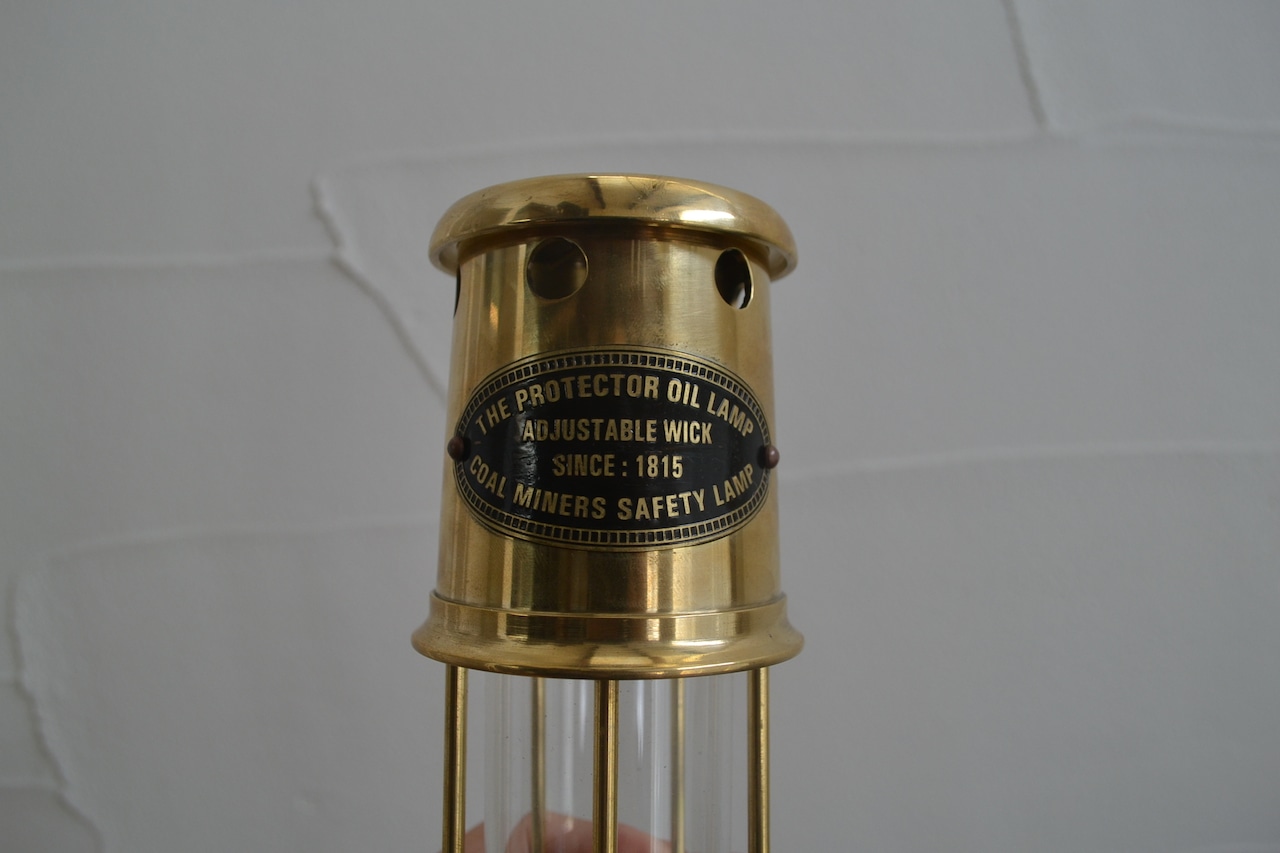 THE PROTECTOR OIL LAMP
ADJUSTABLE WICK
SINCE : 1815
COAL MINERS SAFETY LAMP